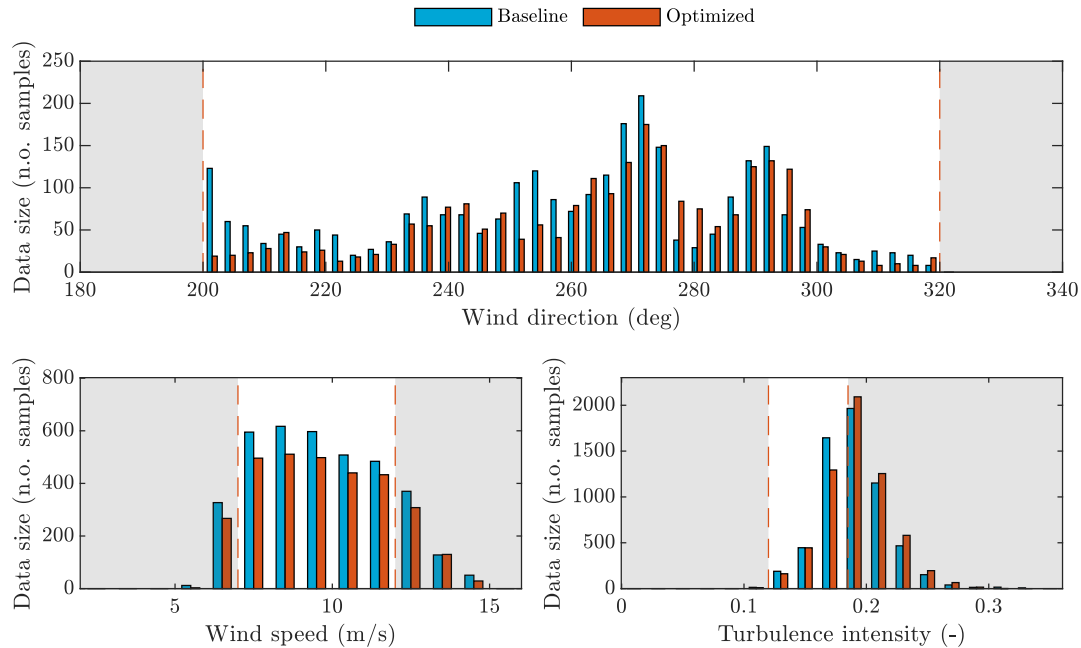 Baseline Optimized
Data size (n.o. samples)
250
200
150
100
50
0
180 200 220 240 260 280 300 320 340
Wind direction (deg)
Data size (n.o. samples)
800
600
400
200
0
5 10 15
Wind speed (m/s)
Data size (n.o. samples)
2000
1500
1000
500
0
0 0.1 0.2 0.3
Turbulence intensity (-)